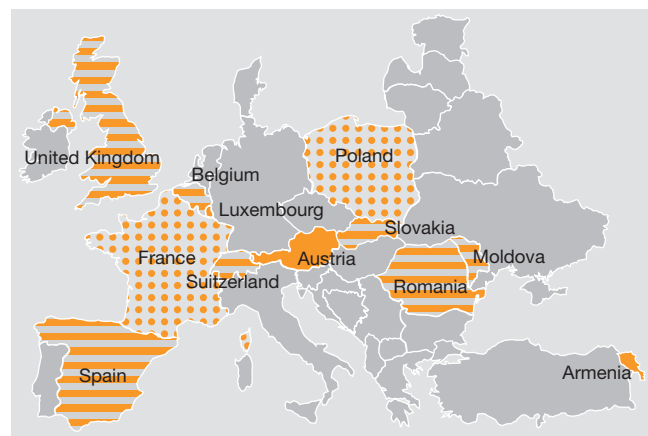 United Kingdom
Poland
Belgium
Luxembourg
Slovakia
France
Austria
Moldova
Suitzerland
Romania
Spain
Armenia